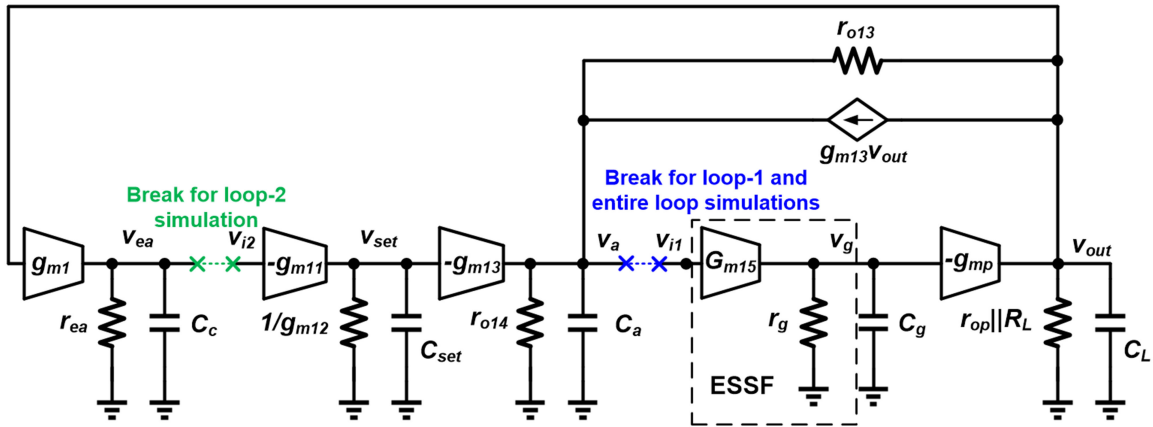 r_o13
g_m13 v_out
Break for loop-2
simulation
Break for loop-1 and
entire loop simulations
v_ea
v_i2
v_set
v_a
v_i1
v_g
v_out
g_m1
-g_m11
-g_m13
G_m15
-g_mp
r_ea
C_c
1/g_m12
C_set
r_o14
C_a
r_g
C_g
r_op||R_L
C_L
ESSF